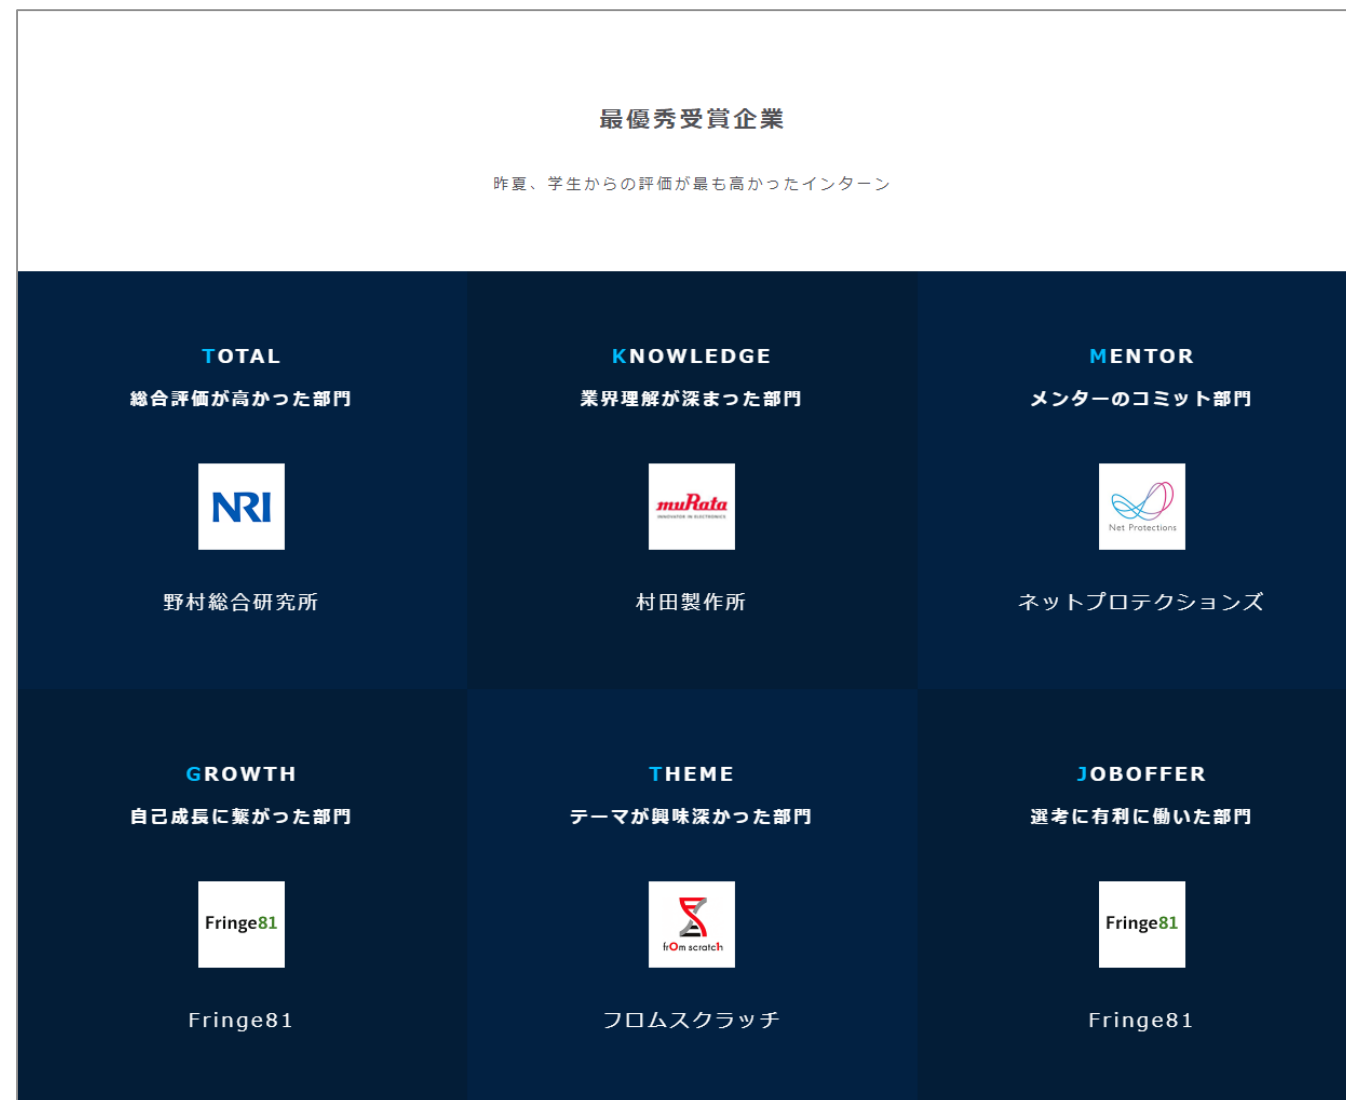 最優秀受賞企業
昨夏、学生からの評価が最も高かったインターン
TOTAL
総合評価が高かった部門
NRI
野村総合研究所
KNOWLEDGE
業界理解が深まった部門
muRata
INNOVATOR IN ELECTRONICS
村田製作所
MENTOR
メンターのコミット部門
Net Protections
ネットプロテクションズ
GROWTH
自己成長に繋がった部門
Fringe81
Fringe81
THEME
テーマが興味深かった部門
frOm scratch
フロムスクラッチ
JOBOFFER
選考に有利に働いた部門
Fringe81
Fringe81